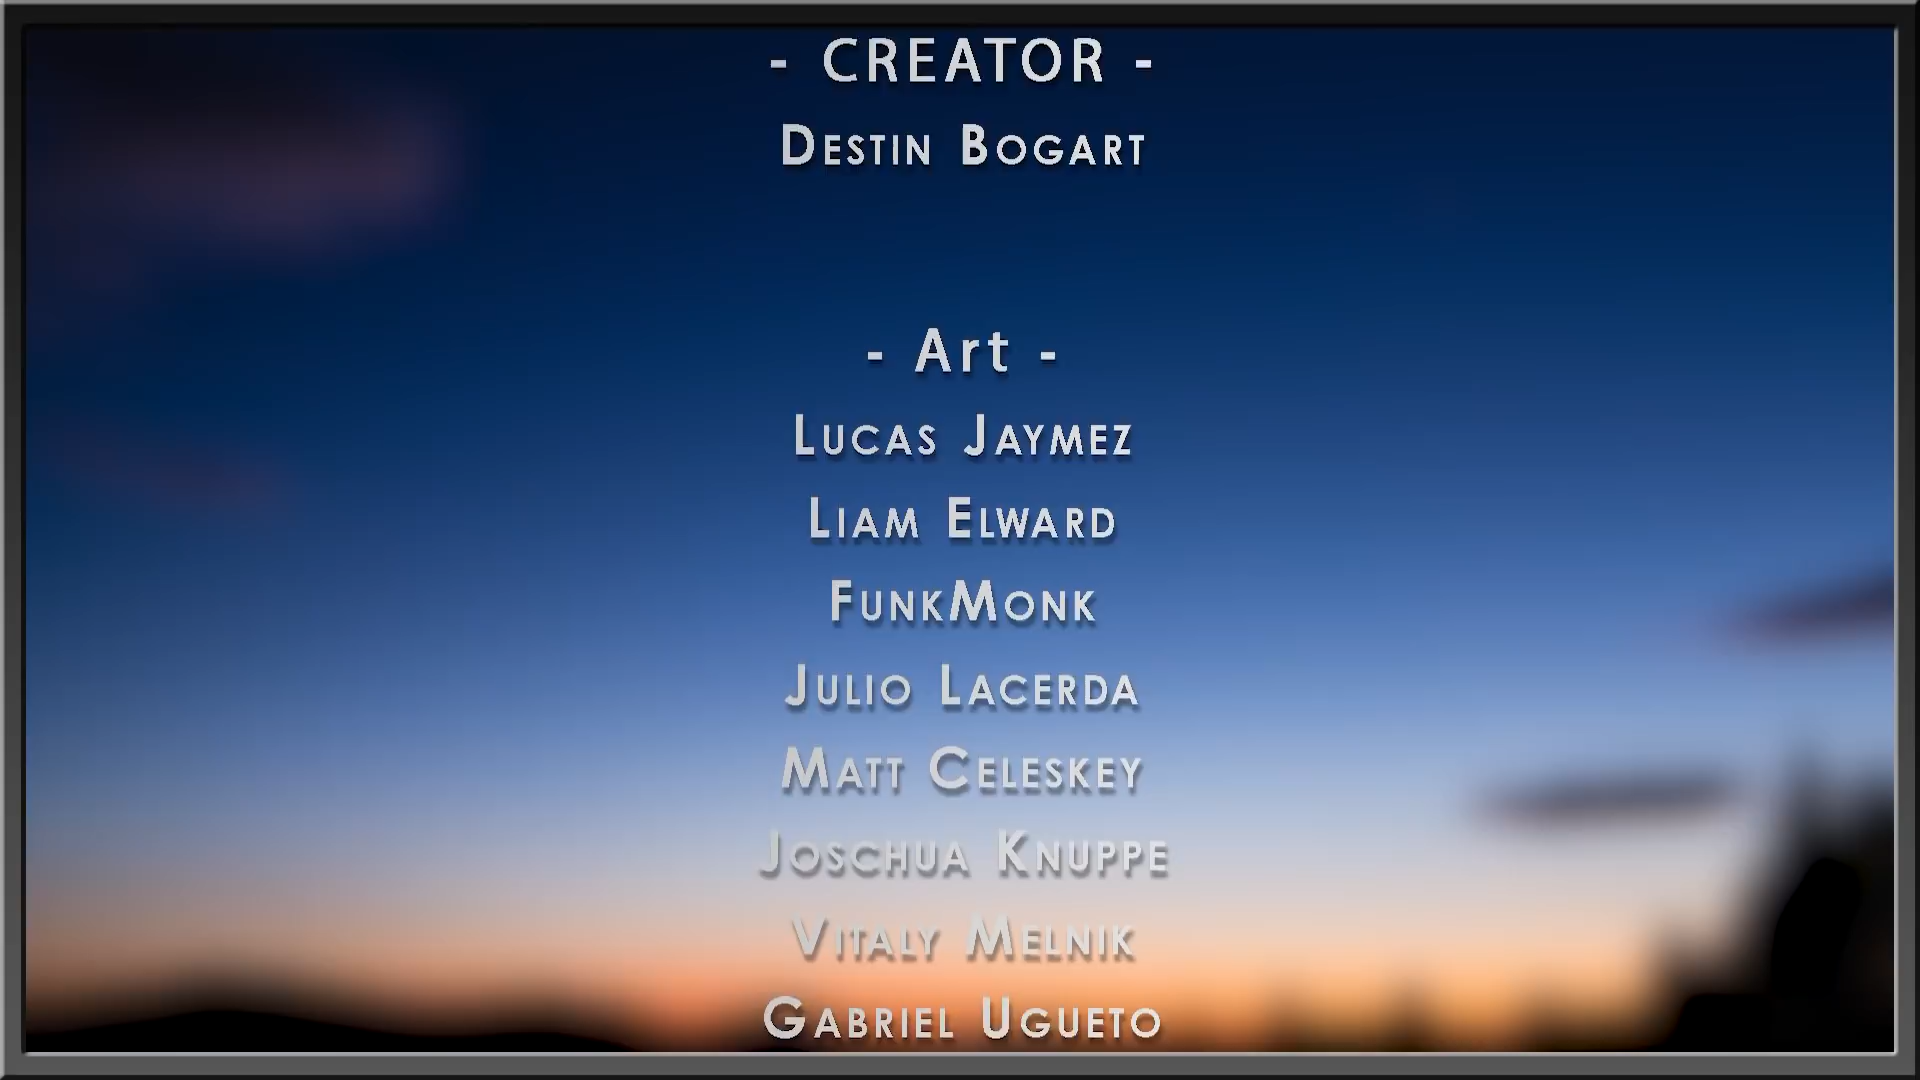 - CREATOR -
Destin Bogart
- Art -
Lucas Jaymez
Liam Elward
FunkMonk
Julio Lacerda
Matt Celeskey
Joschua Knuppe
Vitaly Melnik
Gabriel Ugueto